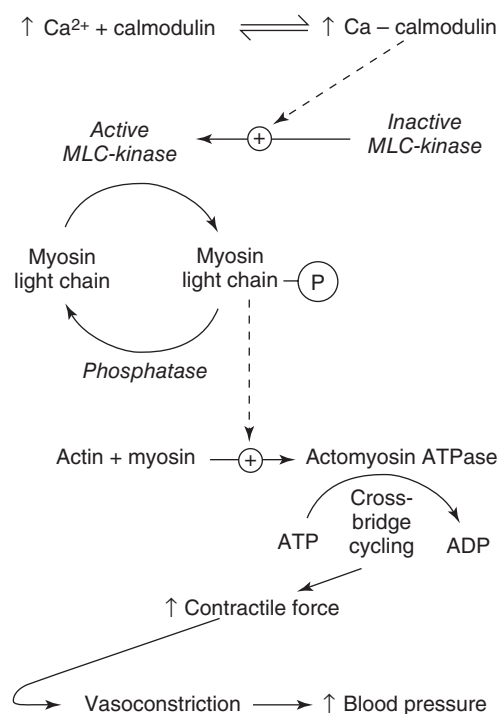 ↑ Ca²⁺ + calmodulin ⇌ ↑ Ca – calmodulin
Active
MLC-kinase
+
Inactive
MLC-kinase
Myosin
light chain
Myosin
light chain
P
Phosphatase
Actin + myosin
+
Actomyosin ATPase
ATP
Cross-
bridge
cycling
ADP
↑ Contractile force
Vasoconstriction
↑ Blood pressure